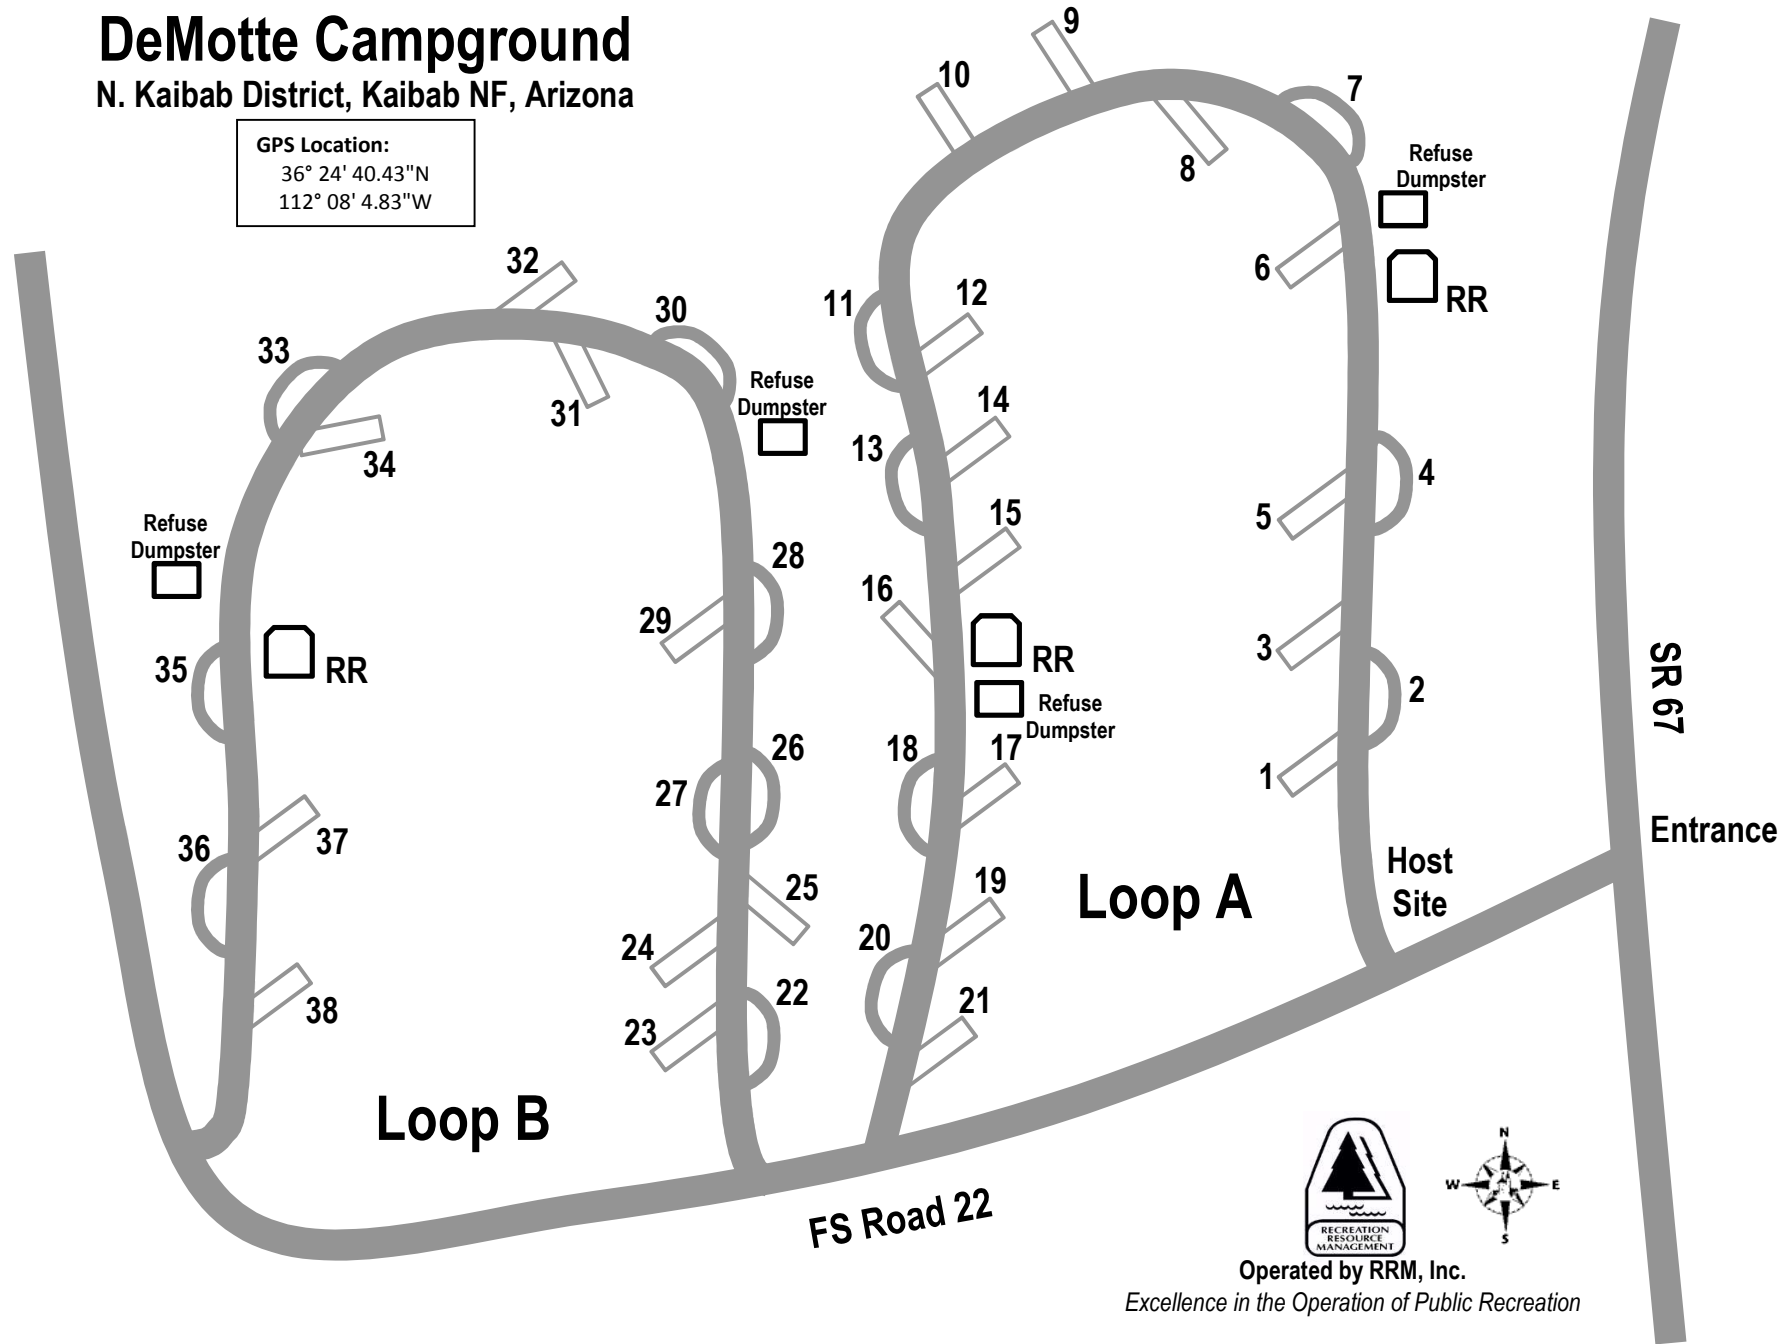 DeMotte Campground
N. Kaibab District, Kaibab NF, Arizona
GPS Location:
36° 24' 40.43"N
112° 08' 4.83"W
9
10
7
8
Refuse
Dumpster
6
RR
32
30
11
12
33
31
Refuse
Dumpster
34
14
13
4
5
15
Refuse
Dumpster
28
16
29
35
RR
RR
3
2
Refuse
Dumpster
SR 67
18
17
26
27
1
36
37
Entrance
Host
Site
25
19
Loop A
24
20
38
23
22
21
Loop B
FS Road 22
N
W
E
S
RECREATION
RESOURCE
MANAGEMENT
Operated by RRM, Inc.
Excellence in the Operation of Public Recreation